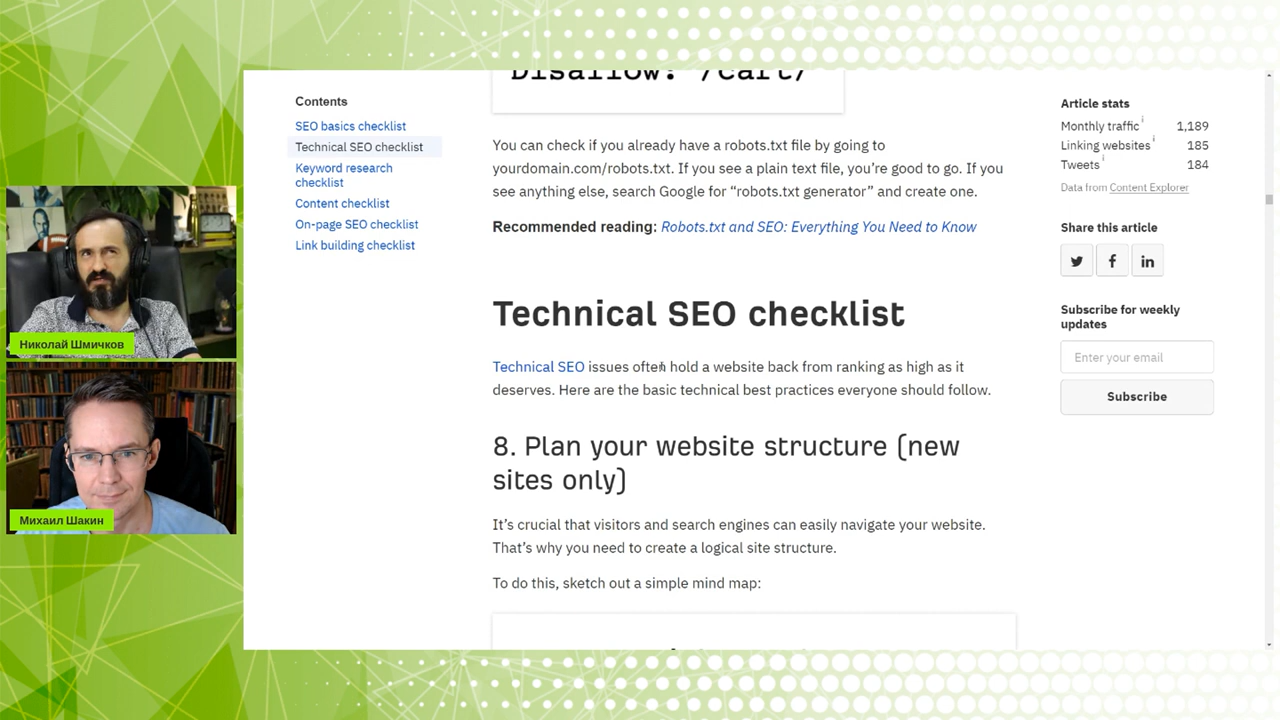 Disallow: /cart/
Contents
SEO basics checklist
Technical SEO checklist
Keyword research
checklist
Content checklist
On-page SEO checklist
Link building checklist
You can check if you already have a robots.txt file by going to
yourdomain.com/robots.txt. If you see a plain text file, you’re good to go. If you
see anything else, search Google for “robots.txt generator” and create one.
Recommended reading: Robots.txt and SEO: Everything You Need to Know
Technical SEO checklist
Technical SEO issues often hold a website back from ranking as high as it
deserves. Here are the basic technical best practices everyone should follow.
8. Plan your website structure (new
sites only)
It’s crucial that visitors and search engines can easily navigate your website.
That’s why you need to create a logical site structure.
To do this, sketch out a simple mind map:
Article stats
Monthly traffic i 1,189
Linking websites i 185
Tweets i 184
Data from Content Explorer
Share this article
Subscribe for weekly
updates
Enter your email
Subscribe
Николай Шмичков
Михаил Шакин